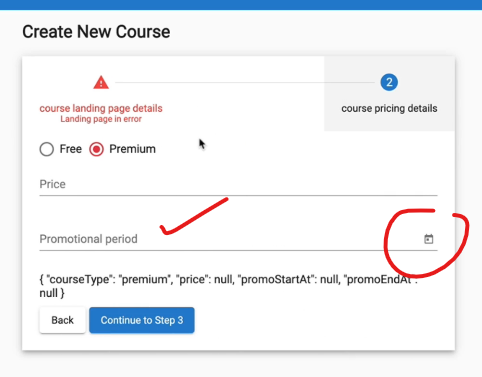 Create New Course
2
course landing page details
Landing page in error
course pricing details
Free Premium
Price
Promotional period
{ "courseType": "premium", "price": null, "promoStartAt": null, "promoEndAt":
null }
Back Continue to Step 3